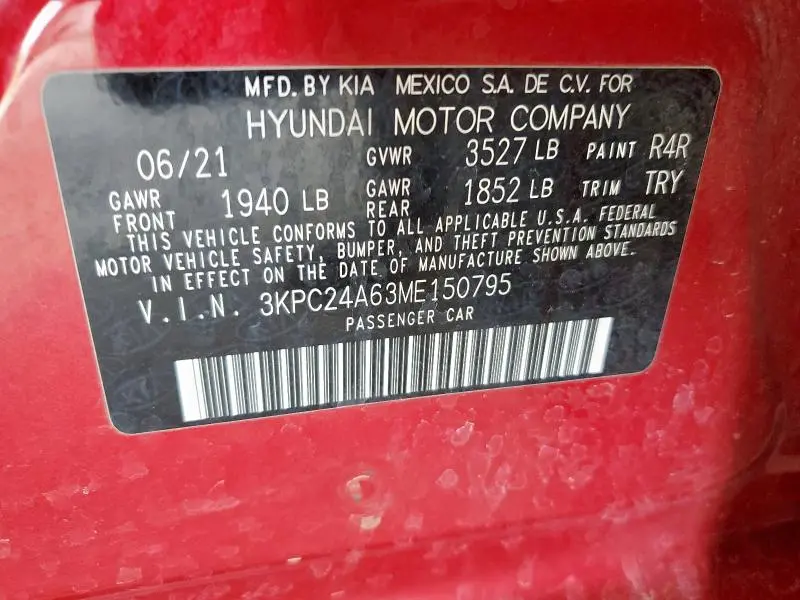 MFD. BY KIA MEXICO S.A. DE C.V. FOR
HYUNDAI MOTOR COMPANY
06/21 GVWR 3527 LB PAINT R4R
GAWR FRONT 1940 LB GAWR REAR 1852 LB TRIM TRY
THIS VEHICLE CONFORMS TO ALL APPLICABLE U.S.A. FEDERAL
MOTOR VEHICLE SAFETY, BUMPER, AND THEFT PREVENTION STANDARDS
IN EFFECT ON THE DATE OF MANUFACTURE SHOWN ABOVE.
V.I.N. 3KPC24A63ME150795
PASSENGER CAR